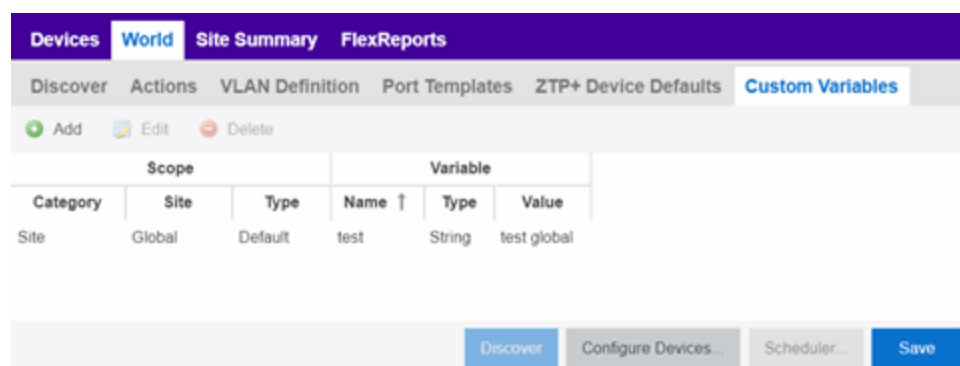 Devices World Site Summary FlexReports
Discover Actions VLAN Definition Port Templates ZTP+ Device Defaults Custom Variables
Add Edit Delete
Scope Variable
Category Site Type Name ↑ Type Value
Site Global Default test String test global
Discover Configure Devices... Scheduler... Save